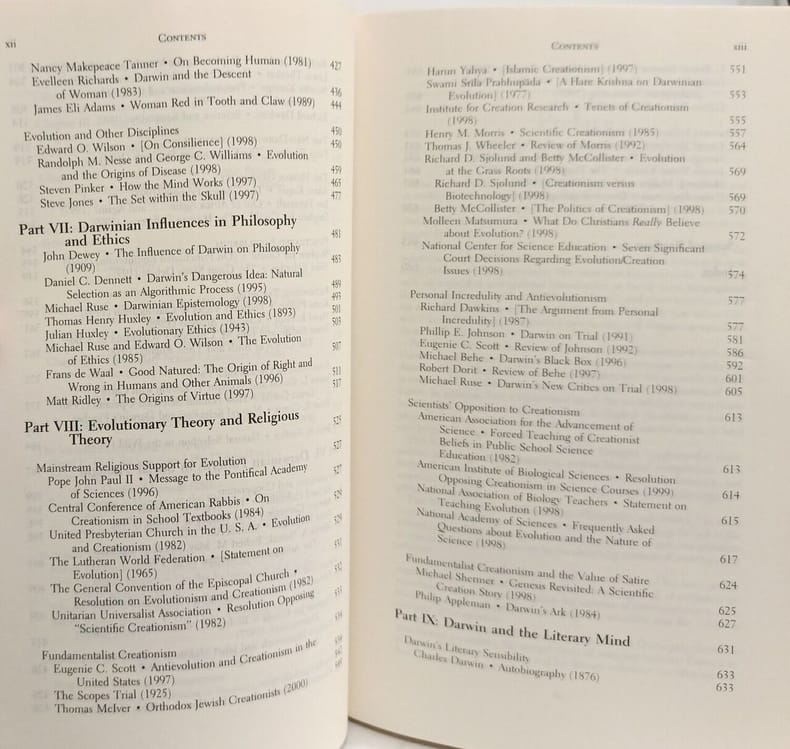 xii
CONTENTS
Nancy Makepeace Tanner • On Becoming Human (1981) 427
Evelleen Richards • Darwin and the Descent
of Woman (1983) 436
James Eli Adams • Woman Red in Tooth and Claw (1989) 444
Evolution and Other Disciplines 450
Edward O. Wilson • [On Consilience] (1998) 450
Randolph M. Nesse and George C. Williams • Evolution
and the Origins of Disease (1998) 459
Steven Pinker • How the Mind Works (1997) 465
Steve Jones • The Set within the Skull (1997) 477
Part VII: Darwinian Influences in Philosophy
and Ethics 481
John Dewey • The Influence of Darwin on Philosophy
(1909) 483
Daniel C. Dennett • Darwin's Dangerous Idea: Natural
Selection as an Algorithmic Process (1995) 489
Michael Ruse • Darwinian Epistemology (1998) 493
Thomas Henry Huxley • Evolution and Ethics (1893) 501
Julian Huxley • Evolutionary Ethics (1943) 503
Michael Ruse and Edward O. Wilson • The Evolution
of Ethics (1985) 507
Frans de Waal • Good Natured: The Origin of Right and
Wrong in Humans and Other Animals (1996) 511
Matt Ridley • The Origins of Virtue (1997) 517
Part VIII: Evolutionary Theory and Religious
Theory 525
Mainstream Religious Support for Evolution 527
Pope John Paul II • Message to the Pontifical Academy
of Sciences (1996) 527
Central Conference of American Rabbis • On
Creationism in School Textbooks (1984) 529
United Presbyterian Church in the U. S. A. • Evolution
and Creationism (1982) 529
The Lutheran World Federation • [Statement on
Evolution] (1965)
The General Convention of the Episcopal Church •
Resolution on Evolutionism and Creationism (1982)
Unitarian Universalist Association • Resolution Opposing
"Scientific Creationism" (1982)
Fundamentalist Creationism
Eugenie C. Scott • Antievolution and Creationism in the
United States (1997)
The Scopes Trial (1925)
Thomas McIver • Orthodox Jewish Creationists (2000)
CONTENTS
xiii
Harun Yahya • [Islamic Creationism] (1997) 551
Swami Srila Prabhupada • [A Hare Krishna on Darwinian
Evolution] (1977) 553
Institute for Creation Research • Tenets of Creationism
(1998) 555
Henry M. Morris • Scientific Creationism (1985) 557
Thomas J. Wheeler • Review of Morris (1992) 564
Richard D. Sjolund and Betty McCollister • Evolution
at the Grass Roots (1998) 569
Richard D. Sjolund • [Creationism versus
Biotechnology] (1998) 569
Betty McCollister • [The Politics of Creationism] (1998) 570
Molleen Matsumura • What Do Christians Really Believe
about Evolution? (1998) 572
National Center for Science Education • Seven Significant
Court Decisions Regarding Evolution/Creation
Issues (1998) 574
Personal Incredulity and Antievolutionism 577
Richard Dawkins • [The Argument from Personal
Incredulity] (1987) 577
Phillip E. Johnson • Darwin on Trial (1991) 581
Eugenie C. Scott • Review of Johnson (1992) 586
Michael Behe • Darwin's Black Box (1996) 592
Robert Dorit • Review of Behe (1997) 601
Michael Ruse • Darwin's New Critics on Trial (1998) 605
Scientists' Opposition to Creationism 613
American Association for the Advancement of
Science • Forced Teaching of Creationist
Beliefs in Public School Science
Education (1982) 613
American Institute of Biological Sciences • Resolution
Opposing Creationism in Science Courses (1999) 614
National Association of Biology Teachers • Statement on
Teaching Evolution (1998) 615
National Academy of Sciences • Frequently Asked
Questions about Evolution and the Nature of
Science (1998) 617
Fundamentalist Creationism and the Value of Satire 624
Michael Shermer • Genesis Revisited: A Scientific
Creation Story (1998) 625
Philip Appleman • Darwin's Ark (1984) 627
Part IX: Darwin and the Literary Mind 631
Darwin's Literary Sensibility 633
Charles Darwin • Autobiography (1876) 633